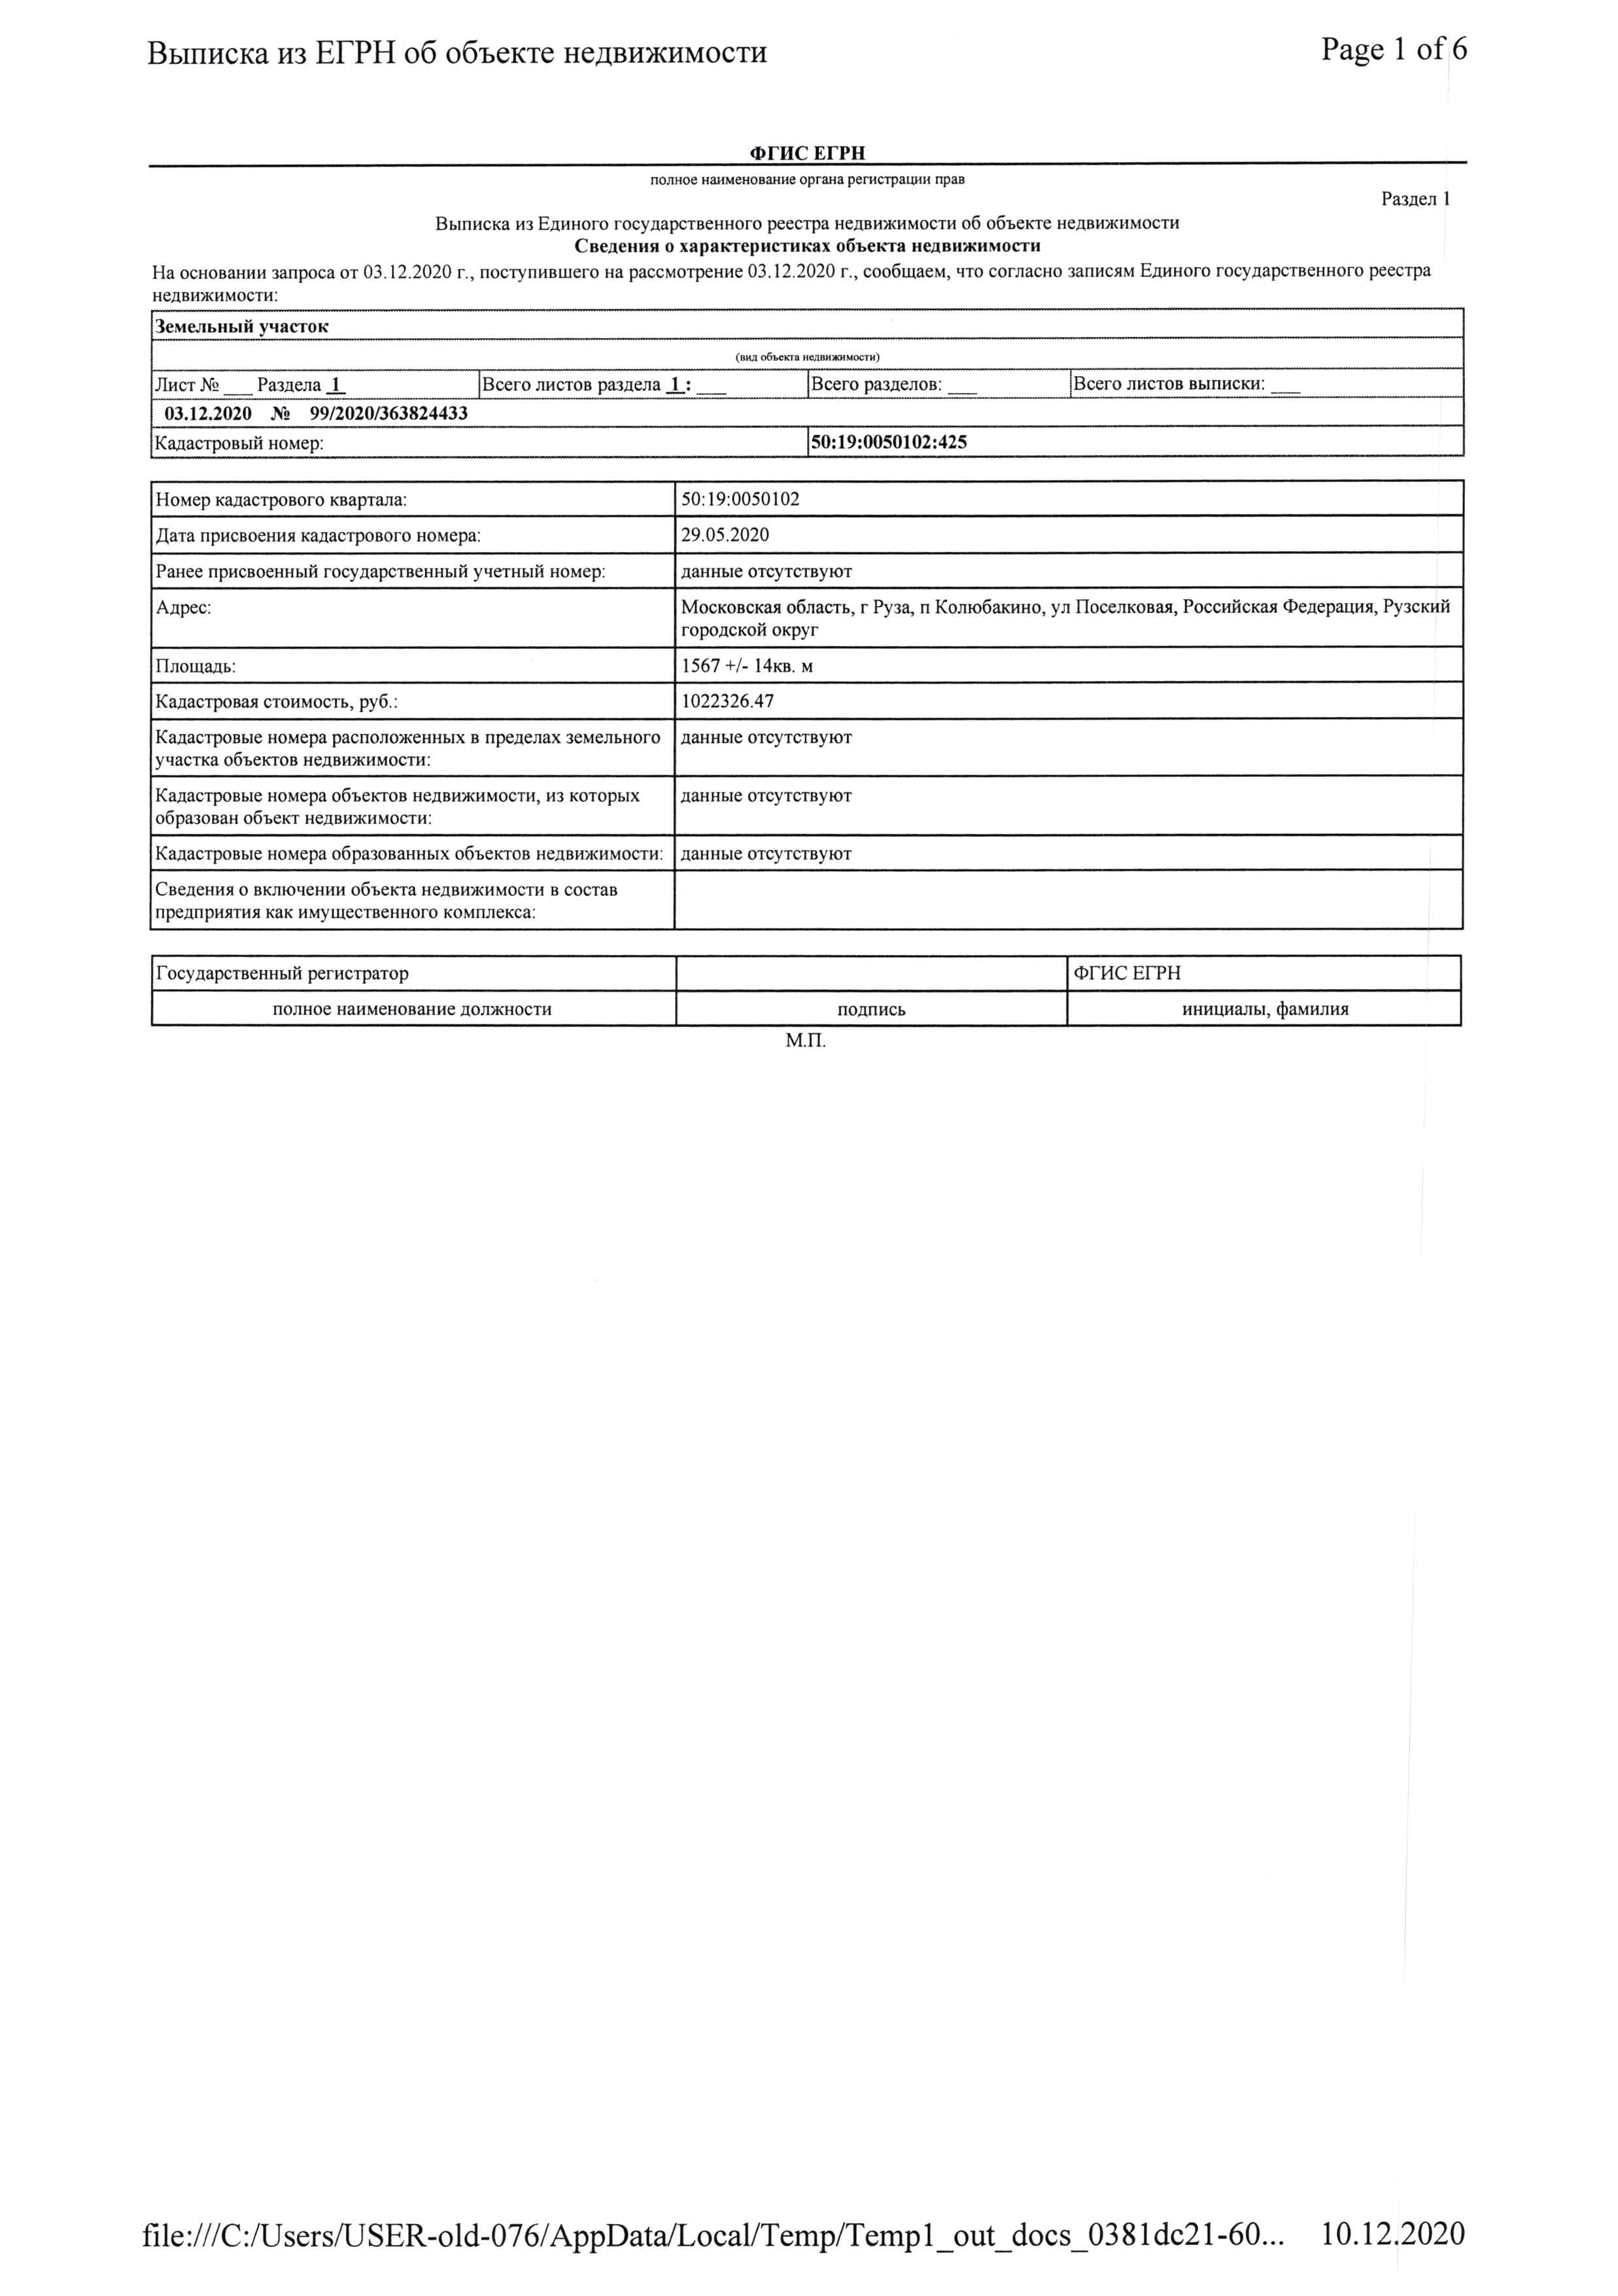 Выписка из ЕГРН об объекте недвижимости Page 1 of 6
ФГИС ЕГРН
полное наименование органа регистрации прав
Раздел 1
Выписка из Единого государственного реестра недвижимости об объекте недвижимости
Сведения о характеристиках объекта недвижимости
На основании запроса от 03.12.2020 г., поступившего на рассмотрение 03.12.2020 г., сообщаем, что согласно записям Единого государственного реестра
недвижимости:
Земельный участок
(вид объекта недвижимости)
Лист № ___ Раздела 1 Всего листов раздела 1 : ___ Всего разделов: ___ Всего листов выписки: ___
03.12.2020 № 99/2020/363824433
Кадастровый номер: 50:19:0050102:425
Номер кадастрового квартала: 50:19:0050102
Дата присвоения кадастрового номера: 29.05.2020
Ранее присвоенный государственный учетный номер: данные отсутствуют
Адрес: Московская область, г Руза, п Колюбакино, ул Поселковая, Российская Федерация, Рузский
городской округ
Площадь: 1567 +/- 14кв. м
Кадастровая стоимость, руб.: 1022326.47
Кадастровые номера расположенных в пределах земельного данные отсутствуют
участка объектов недвижимости:
Кадастровые номера объектов недвижимости, из которых данные отсутствуют
образован объект недвижимости:
Кадастровые номера образованных объектов недвижимости: данные отсутствуют
Сведения о включении объекта недвижимости в состав
предприятия как имущественного комплекса:
Государственный регистратор ФГИС ЕГРН
полное наименование должности подпись инициалы, фамилия
М.П.
file:///C:/Users/USER-old-076/AppData/Local/Temp/Temp1_out_docs_0381dc21-60... 10.12.2020